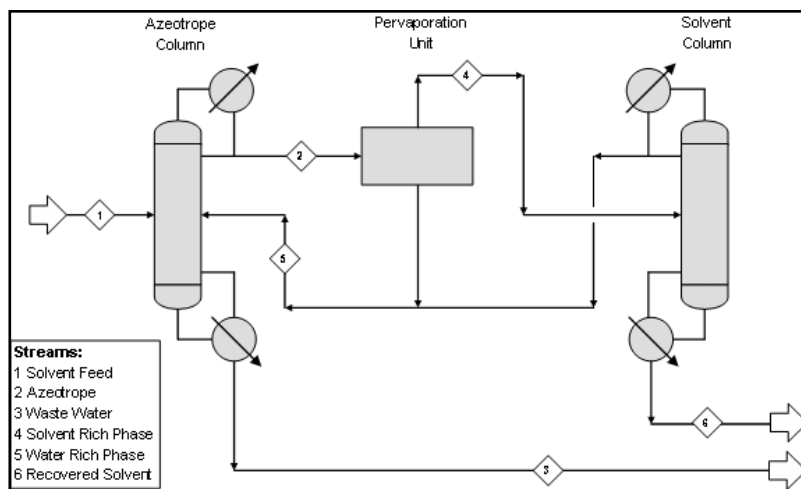 Azeotrope
Column
Pervaporation
Unit
Solvent
Column
4
2
1
5
6
3
Streams:
1 Solvent Feed
2 Azeotrope
3 Waste Water
4 Solvent Rich Phase
5 Water Rich Phase
6 Recovered Solvent